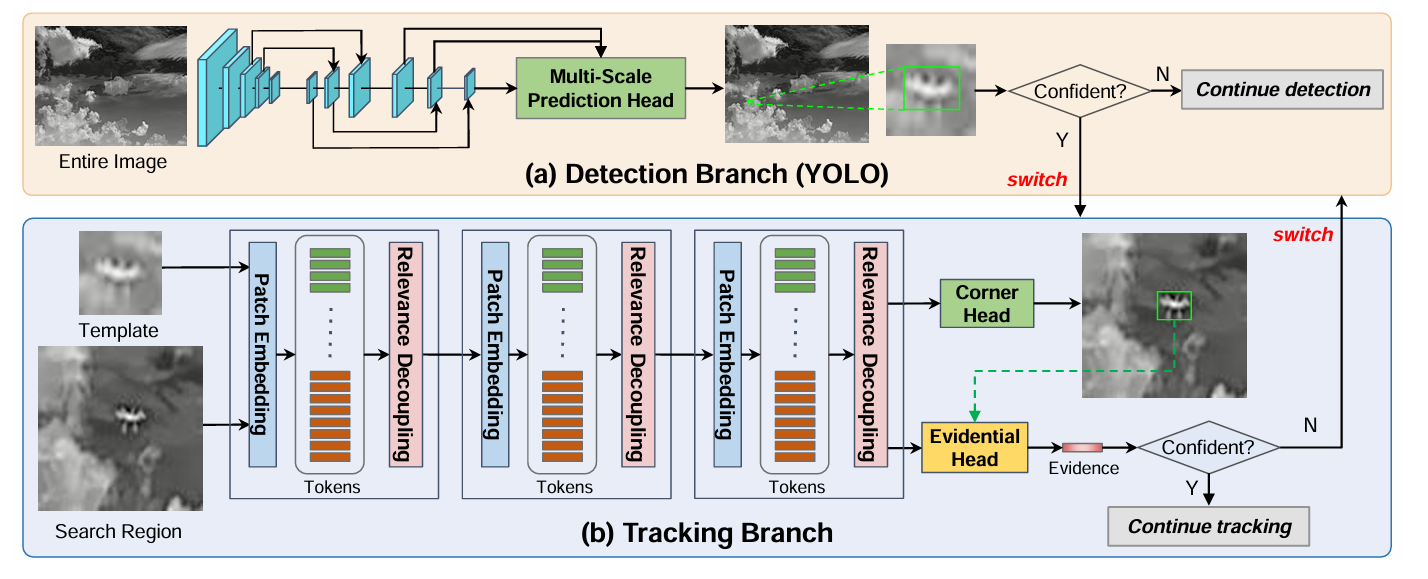 Entire Image
Multi-Scale
Prediction Head
Confident?
N
Continue detection
Y
switch
(a) Detection Branch (YOLO)
Template
Search Region
Patch Embedding
Tokens
Relevance Decoupling
Patch Embedding
Tokens
Relevance Decoupling
Patch Embedding
Tokens
Relevance Decoupling
Corner
Head
Evidential
Head
Evidence
Confident?
N
switch
Y
Continue tracking
(b) Tracking Branch